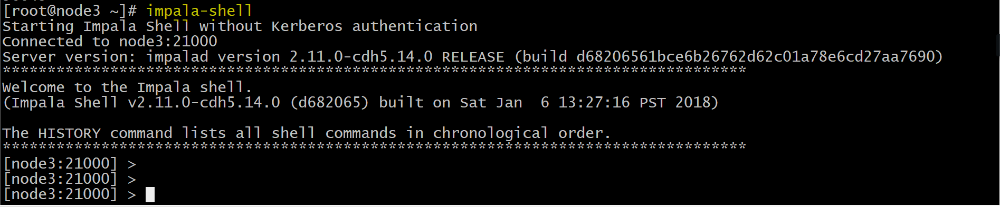 [root@node3 ~]# impala-shell
Starting Impala Shell without Kerberos authentication
Connected to node3:21000
Server version: impalad version 2.11.0-cdh5.14.0 RELEASE (build d68206561bce6b26762d62c01a78e6cd27aa7690)
***********************************************************************************
Welcome to the Impala shell.
(Impala Shell v2.11.0-cdh5.14.0 (d682065) built on Sat Jan  6 13:27:16 PST 2018)
The HISTORY command lists all shell commands in chronological order.
***********************************************************************************
[node3:21000] >
[node3:21000] >
[node3:21000] >